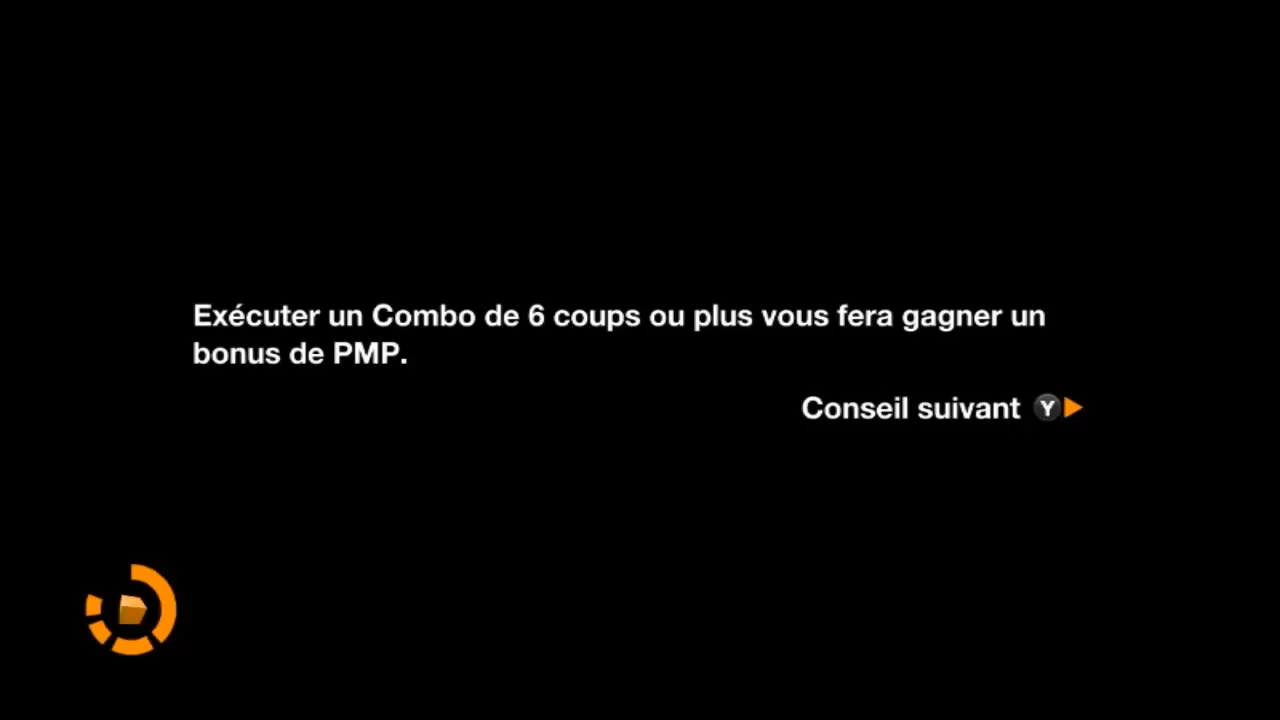 Exécuter un Combo de 6 coups ou plus vous fera gagner un
bonus de PMP.
Conseil suivant Y